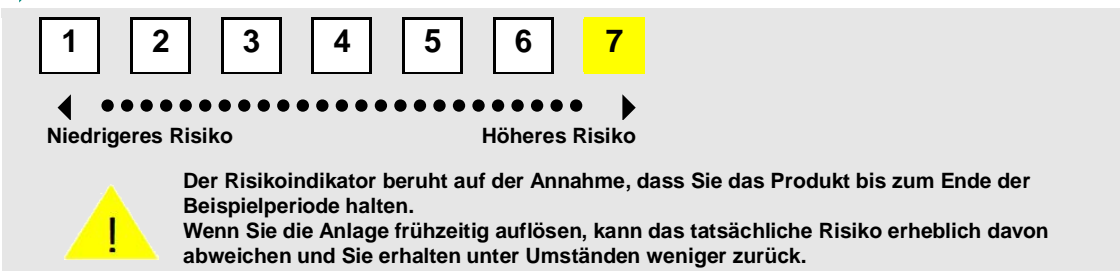 1 2 3 4 5 6 7
Niedrigeres Risiko Höheres Risiko
! Der Risikoindikator beruht auf der Annahme, dass Sie das Produkt bis zum Ende der
Beispielperiode halten.
Wenn Sie die Anlage frühzeitig auflösen, kann das tatsächliche Risiko erheblich davon
abweichen und Sie erhalten unter Umständen weniger zurück.